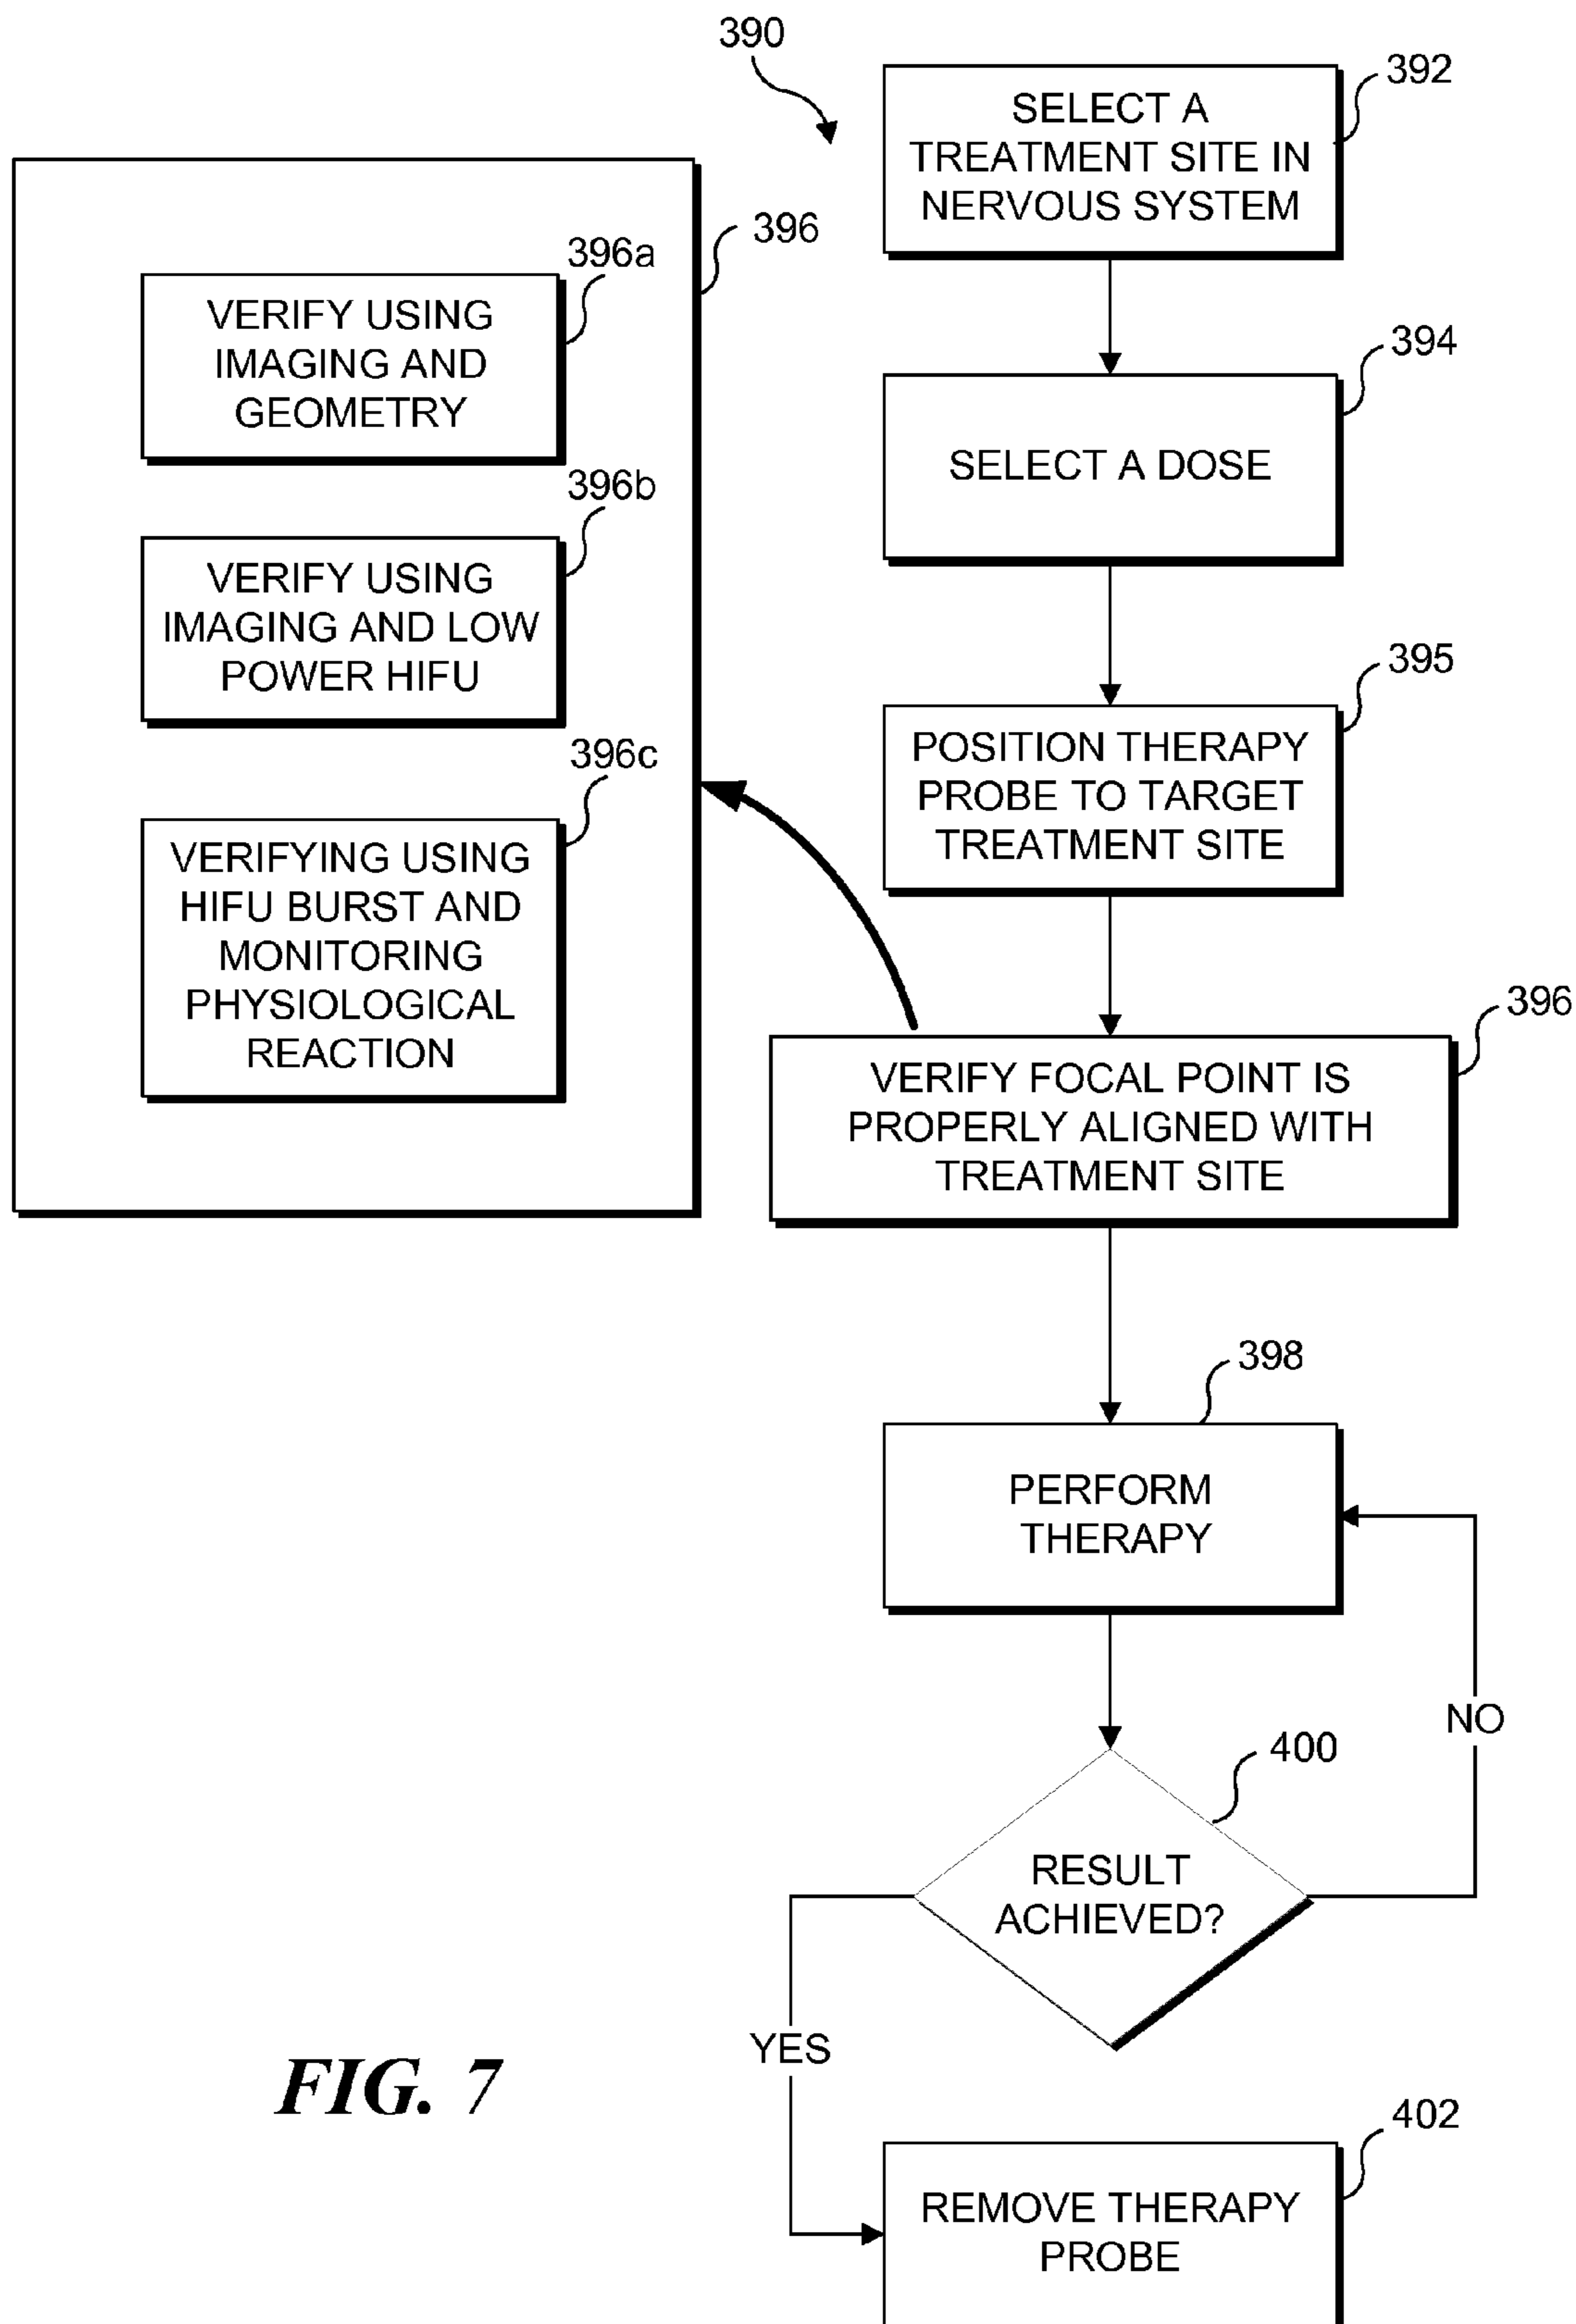 390
392
SELECT A
TREATMENT SITE IN
NERVOUS SYSTEM
396
396a
VERIFY USING
IMAGING AND
GEOMETRY
394
SELECT A DOSE
396b
VERIFY USING
IMAGING AND LOW
POWER HIFU
395
POSITION THERAPY
PROBE TO TARGET
TREATMENT SITE
396c
VERIFYING USING
HIFU BURST AND
MONITORING
PHYSIOLOGICAL
REACTION
396
VERIFY FOCAL POINT IS
PROPERLY ALIGNED WITH
TREATMENT SITE
398
PERFORM
THERAPY
NO
400
RESULT
ACHIEVED?
YES
FIG. 7
402
REMOVE THERAPY
PROBE